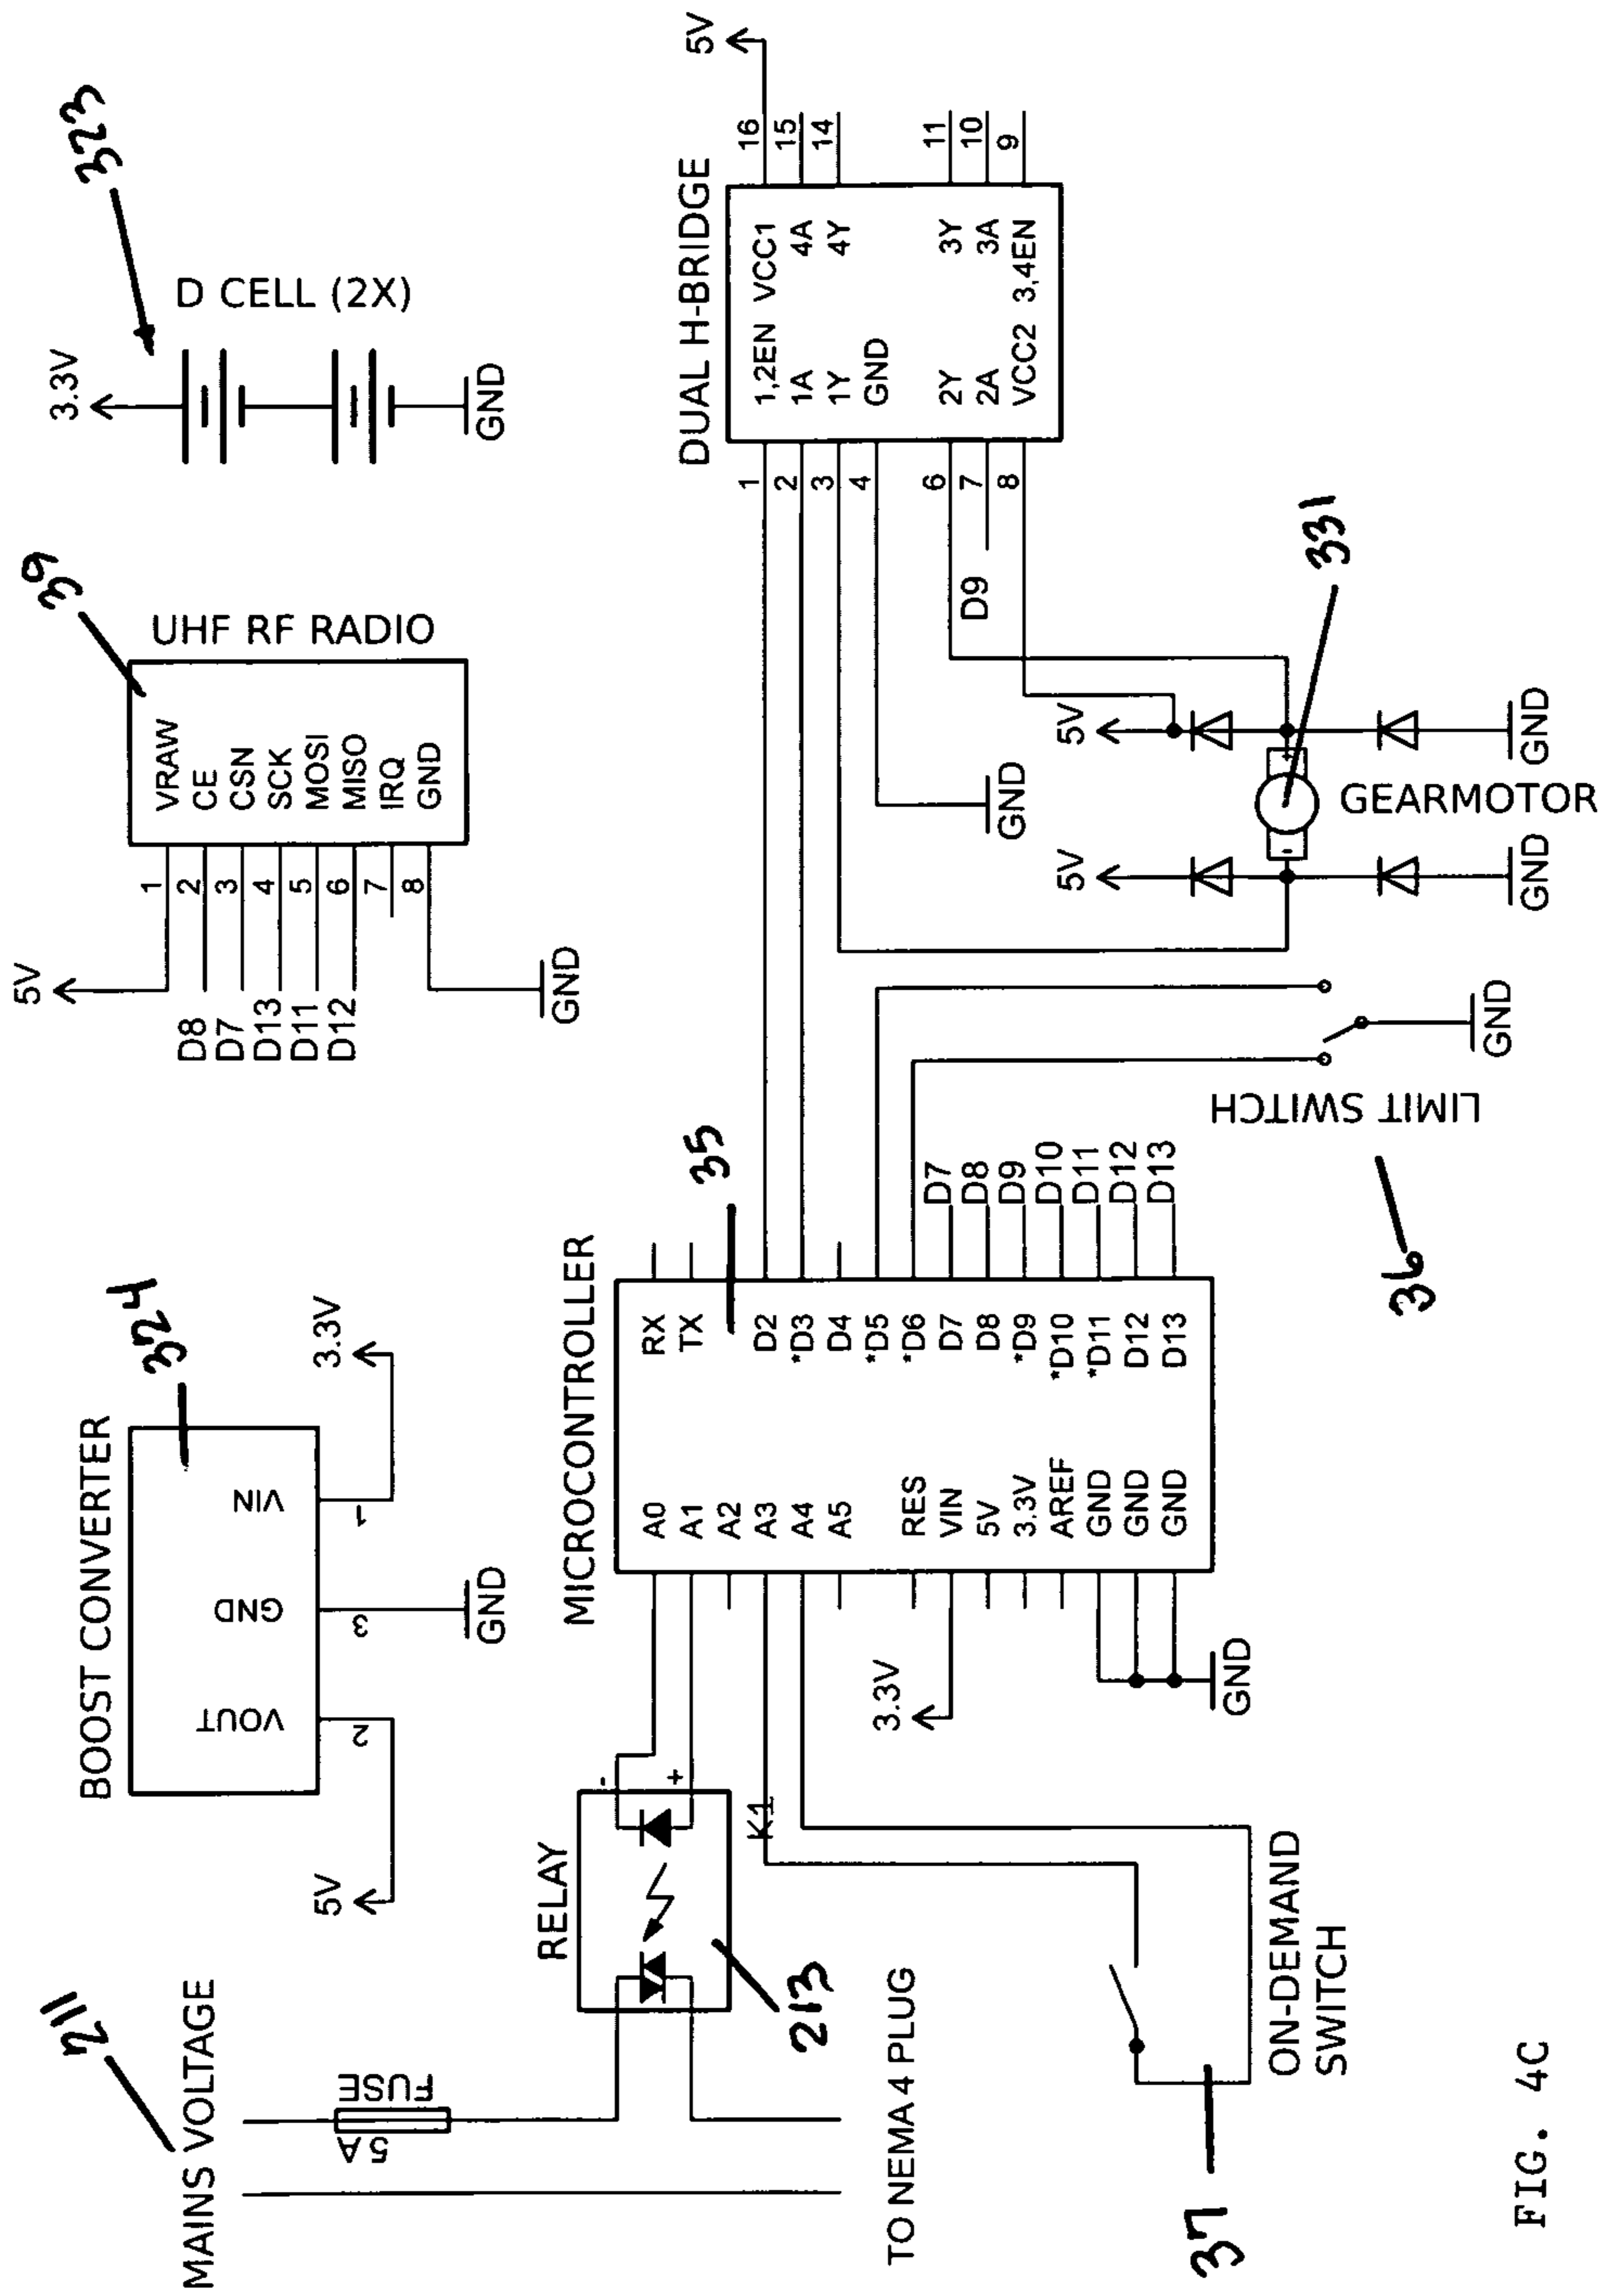 MAINS VOLTAGE
211
5A
FUSE
TO NEMA 4 PLUG
RELAY
213
-
+
K1
ON-DEMAND
SWITCH
37
BOOST CONVERTER
324
VOUT
GND
VIN
2
3
1
5V
GND
3.3V
MICROCONTROLLER
35
A0
A1
A2
A3
A4
A5
RES
VIN
5V
3.3V
AREF
GND
GND
GND
RX
TX
D2
*D3
D4
*D5
*D6
D7
D8
*D9
*D10
*D11
D12
D13
3.3V
GND
D7
D8
D9
D10
D11
D12
D13
LIMIT SWITCH
36
GND
UHF RF RADIO
39
VRAW
CE
CSN
SCK
MOSI
MISO
IRQ
GND
1
2
3
4
5
6
7
8
5V
D8
D7
D13
D11
D12
GND
D CELL (2X)
323
3.3V
GND
DUAL H-BRIDGE
1,2EN VCC1
1A 4A
1Y 4Y
GND
2Y 3Y
2A 3A
VCC2 3,4EN
1
2
3
4
6
7
8
16
15
14
11
10
9
5V
D9
GND
5V
5V
-
+
GEARMOTOR
331
GND
GND
FIG. 4C